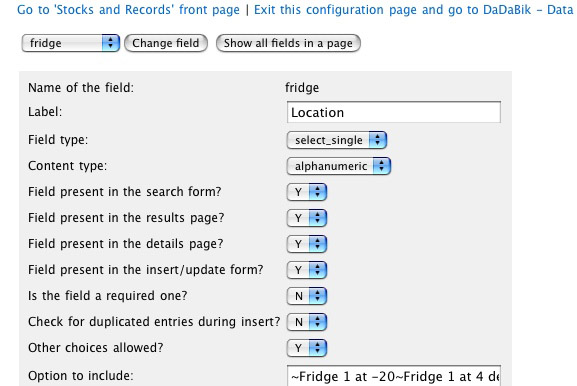 Go to 'Stocks and Records' front page | Exit this configuration page and go to DaDaBik - Data
fridge Change field Show all fields in a page
Name of the field: fridge
Label: Location
Field type: select_single
Content type: alphanumeric
Field present in the search form? Y
Field present in the results page? Y
Field present in the details page? Y
Field present in the insert/update form? Y
Is the field a required one? N
Check for duplicated entries during insert? N
Other choices allowed? Y
Option to include: ~Fridge 1 at -20~Fridge 1 at 4 de